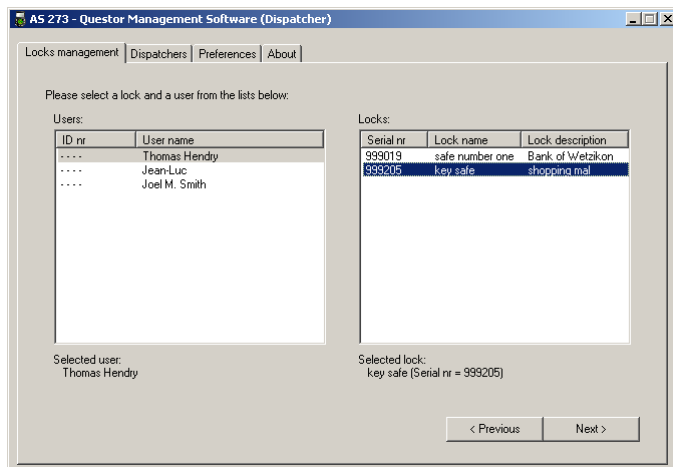 AS 273 - Questor Management Software (Dispatcher)
Locks management Dispatchers Preferences About
Please select a lock and a user from the lists below:
Users:
ID nr User name
---- Thomas Hendry
---- Jean-Luc
---- Joel M. Smith
Selected user:
Thomas Hendry
Locks:
Serial nr Lock name Lock description
999019 safe number one Bank of Wetzikon
999205 key safe shopping mal
Selected lock:
key safe (Serial nr = 999205)
< Previous Next >